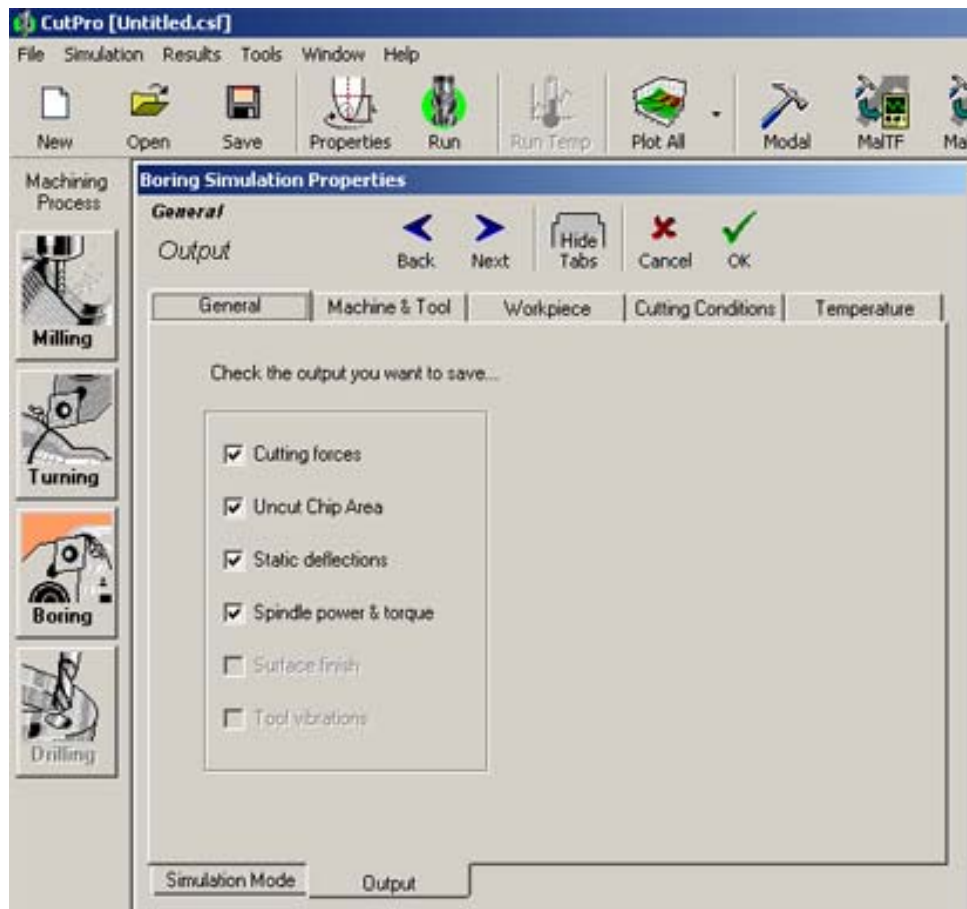 CutPro [Untitled.csf]
File Simulation Results Tools Window Help
New Open Save Properties Run Run Temp Plot All Modal MalTF Ma
Machining
Process
Milling
Turning
Boring
Drilling
Boring Simulation Properties
General
Output
Back Next Hide Tabs Cancel OK
General Machine & Tool Workpiece Cutting Conditions Temperature
Check the output you want to save...
Cutting forces
Uncut Chip Area
Static deflections
Spindle power & torque
Surface finish
Tool vibrations
Simulation Mode Output